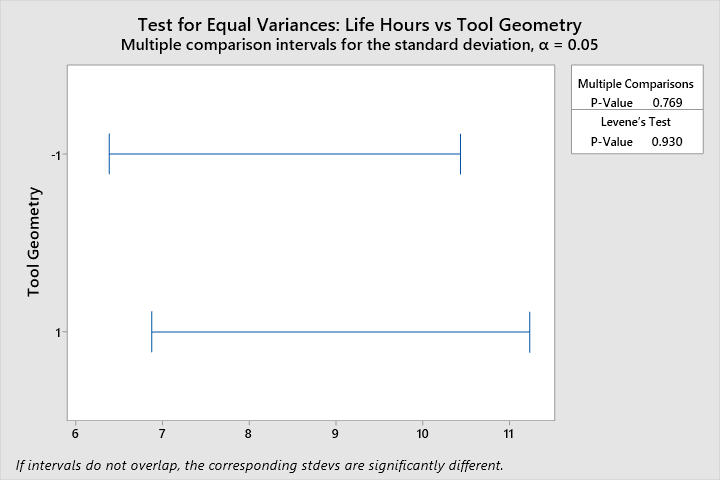 Test for Equal Variances: Life Hours vs Tool Geometry
Multiple comparison intervals for the standard deviation, α = 0.05
Multiple Comparisons
P-Value 0.769
Levene's Test
P-Value 0.930
Tool Geometry
-1
1
6 7 8 9 10 11
If intervals do not overlap, the corresponding stdevs are significantly different.